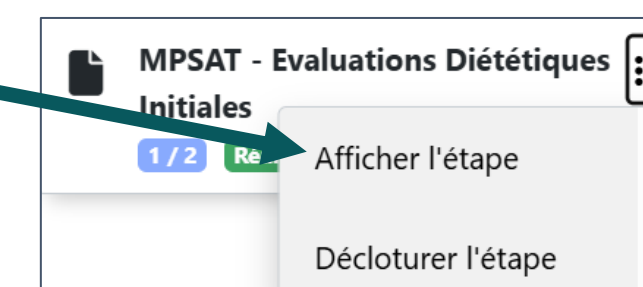 MPSAT - Evaluations Diététiques
Initiales
1 / 2
Afficher l'étape
Décloturer l'étape